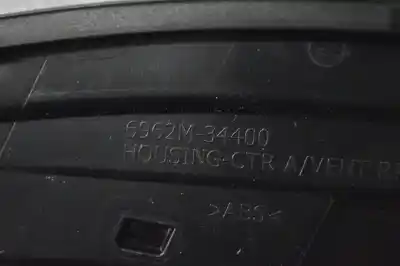 6562M-34400
HOUSING-CTR A/VENT
>ABS<